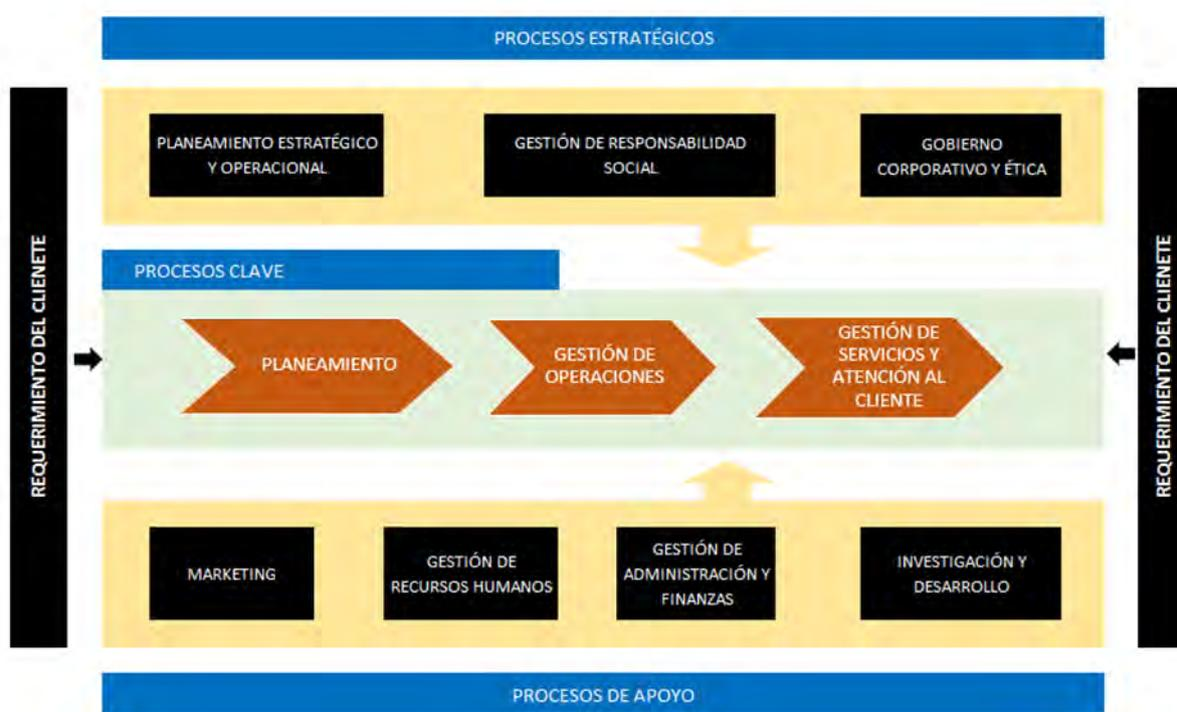 PROCESOS ESTRATÉGICOS
REQUERIMIENTO DEL CLIENETE
PLANEAMIENTO ESTRATÉGICO
Y OPERACIONAL
GESTIÓN DE RESPONSABILIDAD
SOCIAL
GOBIERNO
CORPORATIVO Y ÉTICA
PROCESOS CLAVE
PLANEAMIENTO
GESTIÓN DE
OPERACIONES
GESTIÓN DE
SERVICIOS Y
ATENCIÓN AL
CLIENTE
MARKETING
GESTIÓN DE
RECURSOS HUMANOS
GESTIÓN DE
ADMINISTRACIÓN Y
FINANZAS
INVESTIGACIÓN Y
DESARROLLO
REQUERIMIENTO DEL CLIENETE
PROCESOS DE APOYO